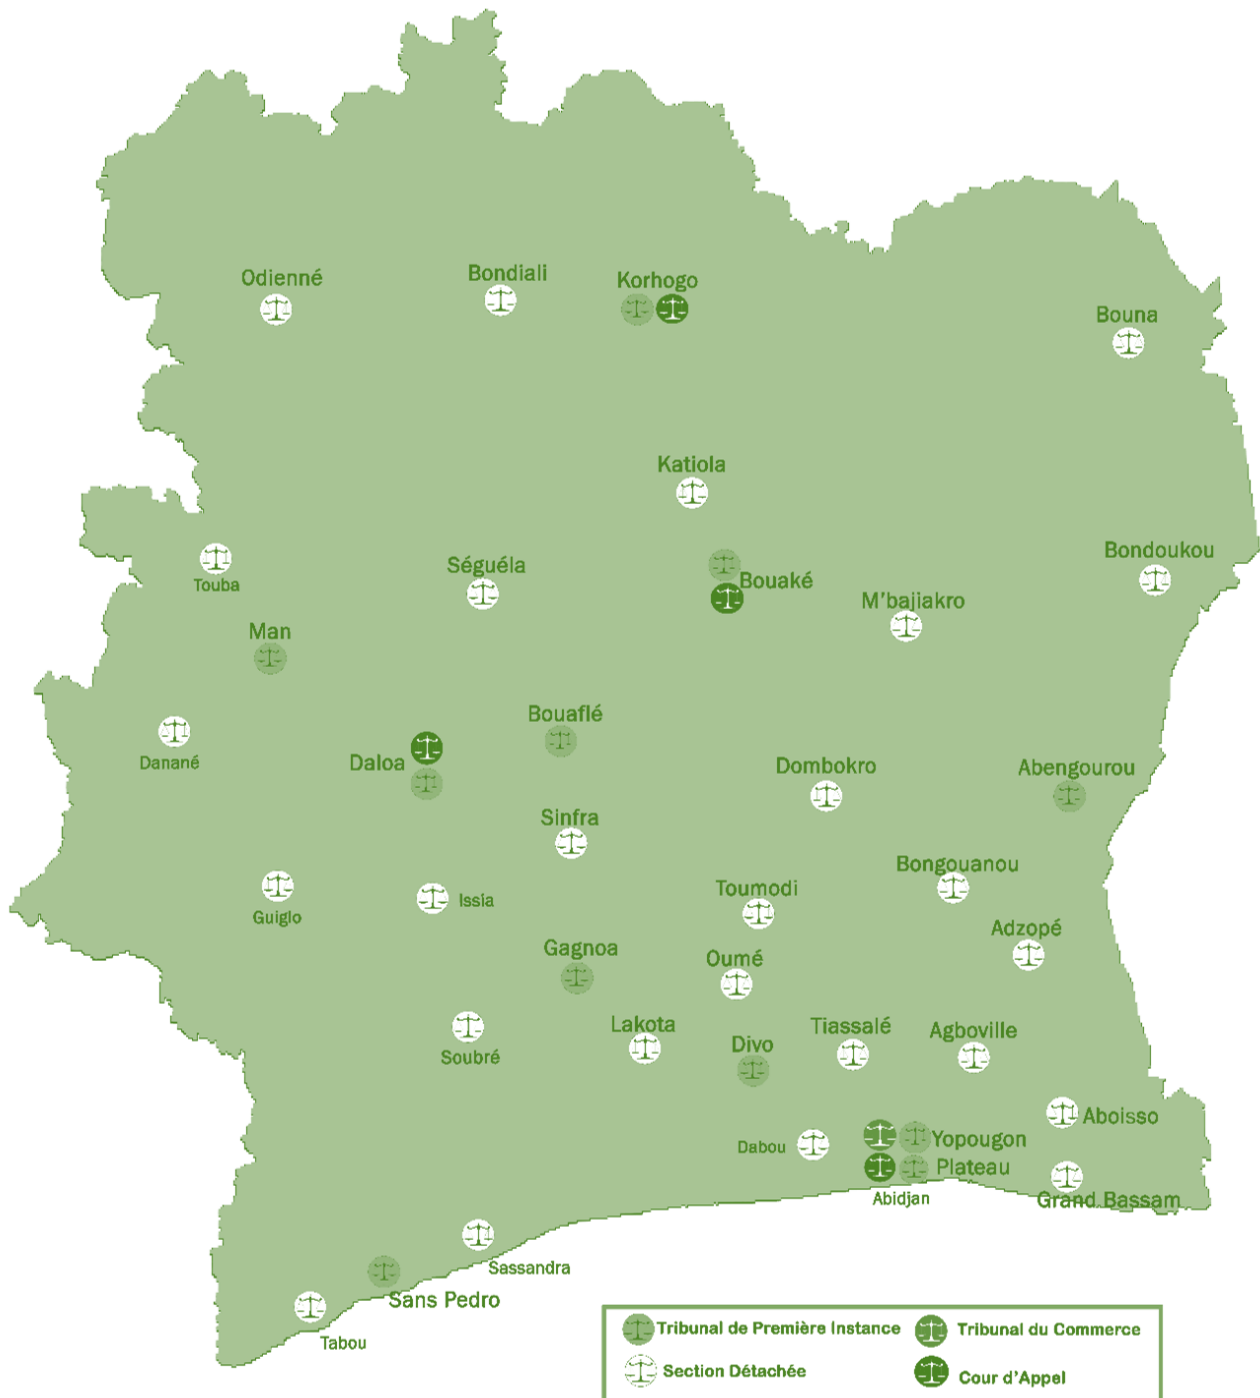 Odienné
Bondiali
Korhogo
Bouna
Katiola
Touba
Séguéla
Bouaké
Bondoukou
M'bajiakro
Man
Danané
Daloa
Bouaflé
Dombokro
Abengourou
Sinfra
Guiglo
Issia
Toumodi
Bongouanou
Adzopé
Gagnoa
Oumé
Soubré
Lakota
Divo
Tiassalé
Agboville
Aboisso
Dabou
Yopougon
Plateau
Abidjan
Grand Bassam
Sassandra
Sans Pedro
Tabou
Tribunal de Première Instance
Tribunal du Commerce
Section Détachée
Cour d'Appel